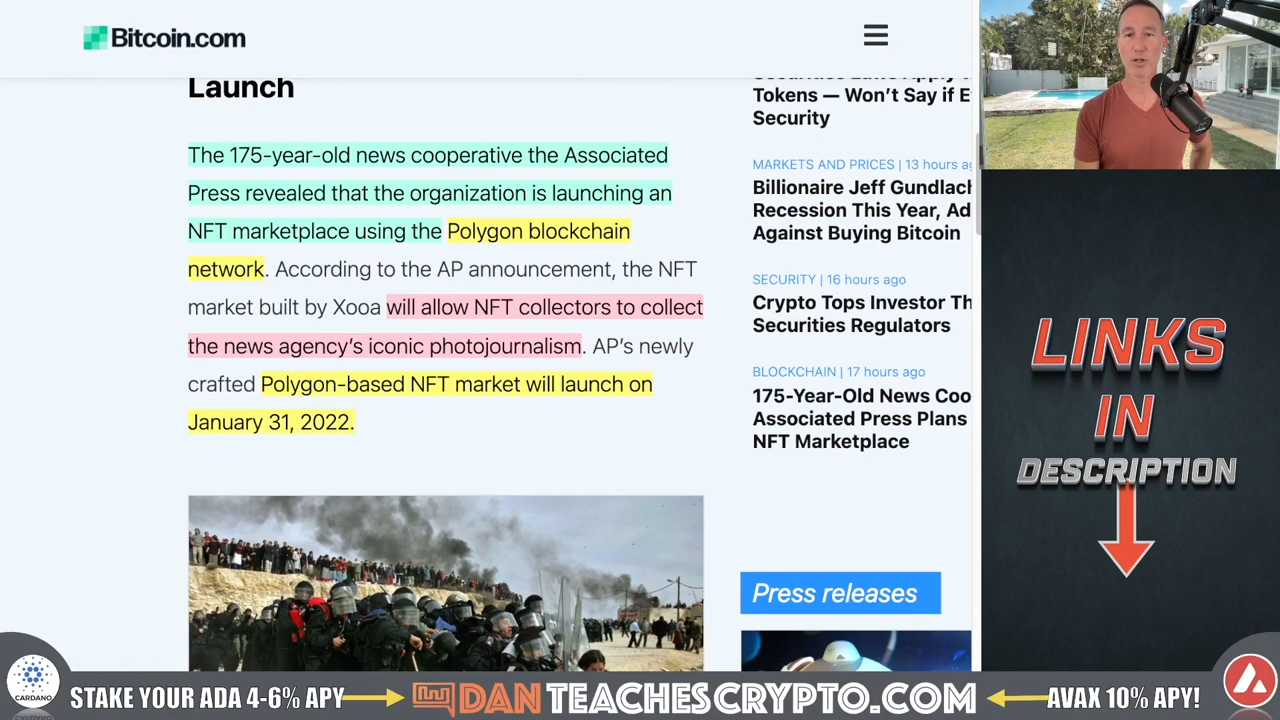 Bitcoin.com
Launch
The 175-year-old news cooperative the Associated
Press revealed that the organization is launching an
NFT marketplace using the Polygon blockchain
network. According to the AP announcement, the NFT
market built by Xooa will allow NFT collectors to collect
the news agency's iconic photojournalism. AP's newly
crafted Polygon-based NFT market will launch on
January 31, 2022.
Securities Laws Apply
Tokens — Won't Say if E
Security
MARKETS AND PRICES | 13 hours ag
Billionaire Jeff Gundlach
Recession This Year, Ad
Against Buying Bitcoin
SECURITY | 16 hours ago
Crypto Tops Investor Th
Securities Regulators
BLOCKCHAIN | 17 hours ago
175-Year-Old News Coo
Associated Press Plans
NFT Marketplace
Press releases
LINKS
IN
DESCRIPTION
CARDANO
STAKE YOUR ADA 4-6% APY
DANTEACHESCRYPTO.COM
AVAX 10% APY!